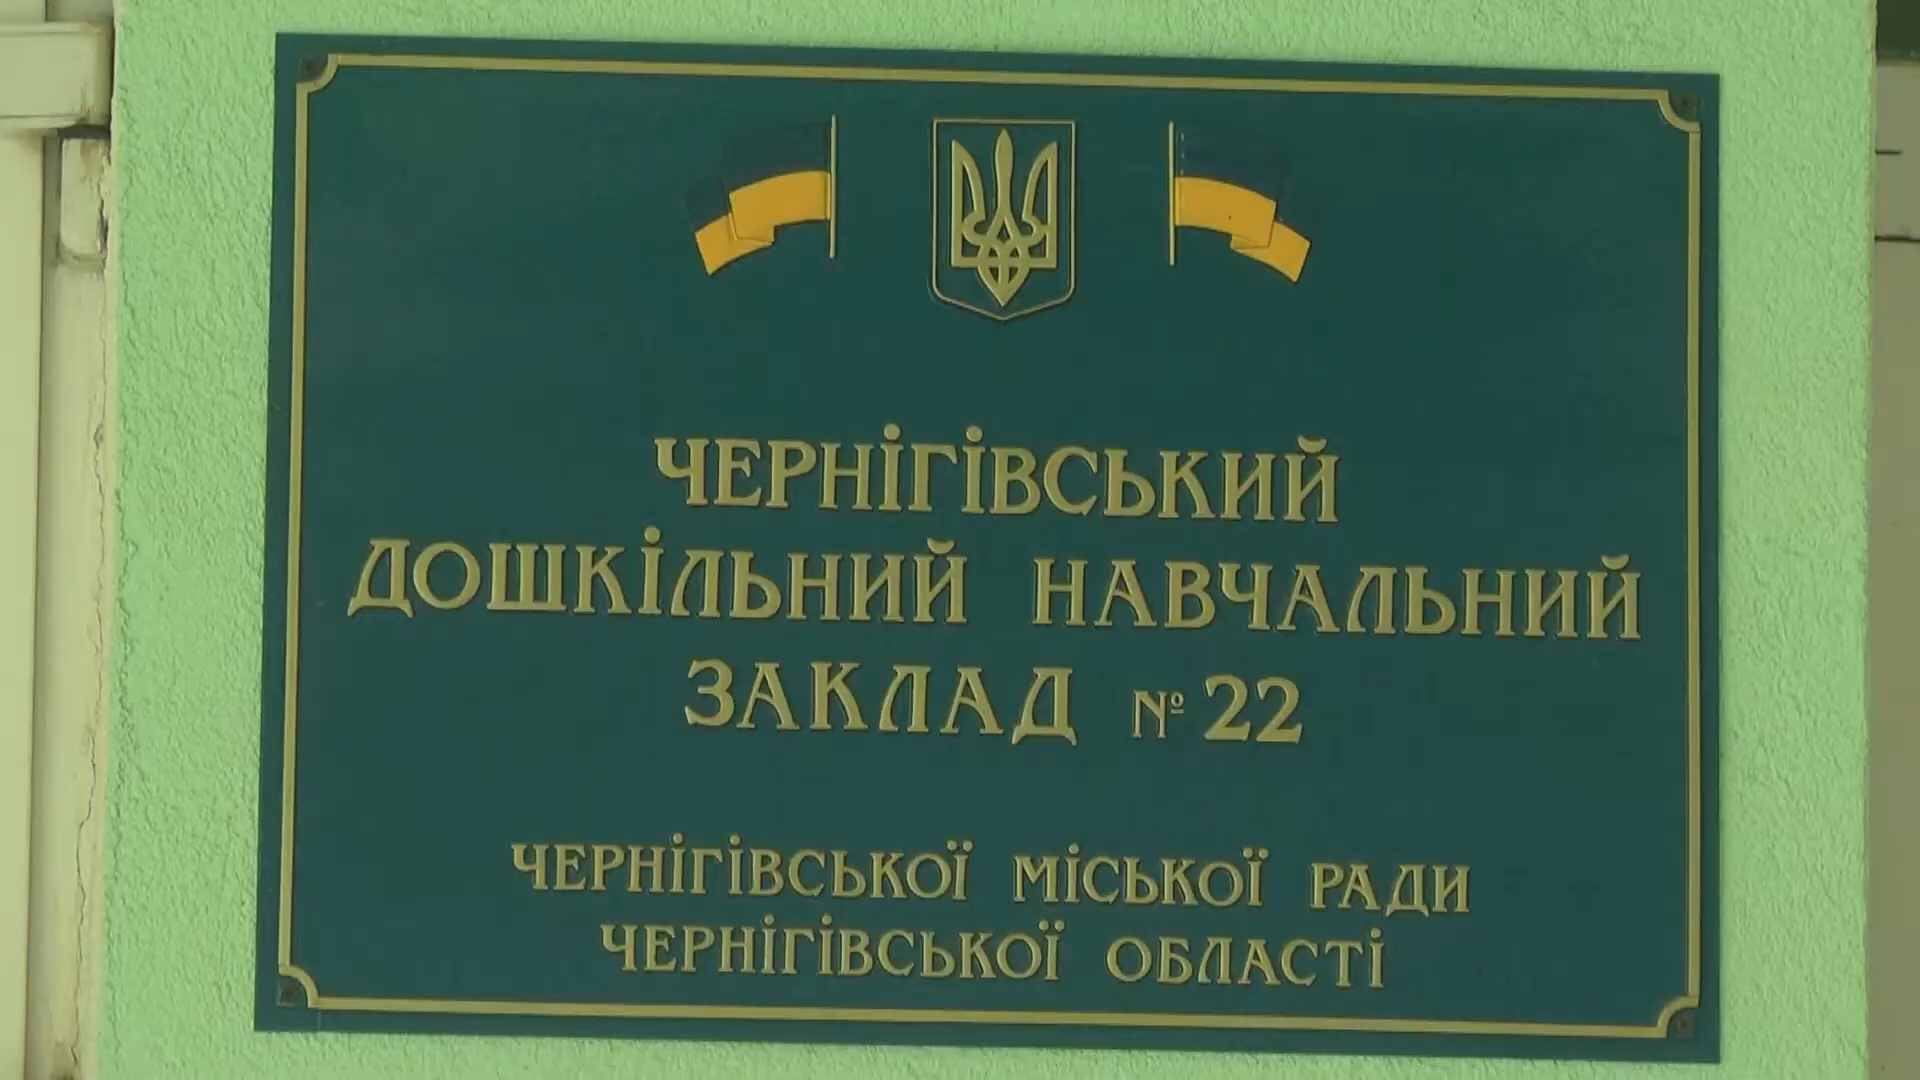 ЧЕРНІГІВСЬКИЙ
ДОШКІЛЬНИЙ НАВЧАЛЬНИЙ
ЗАКЛАД № 22
ЧЕРНІГІВСЬКОЇ МІСЬКОЇ РАДИ
ЧЕРНІГІВСЬКОЇ ОБЛАСТІ